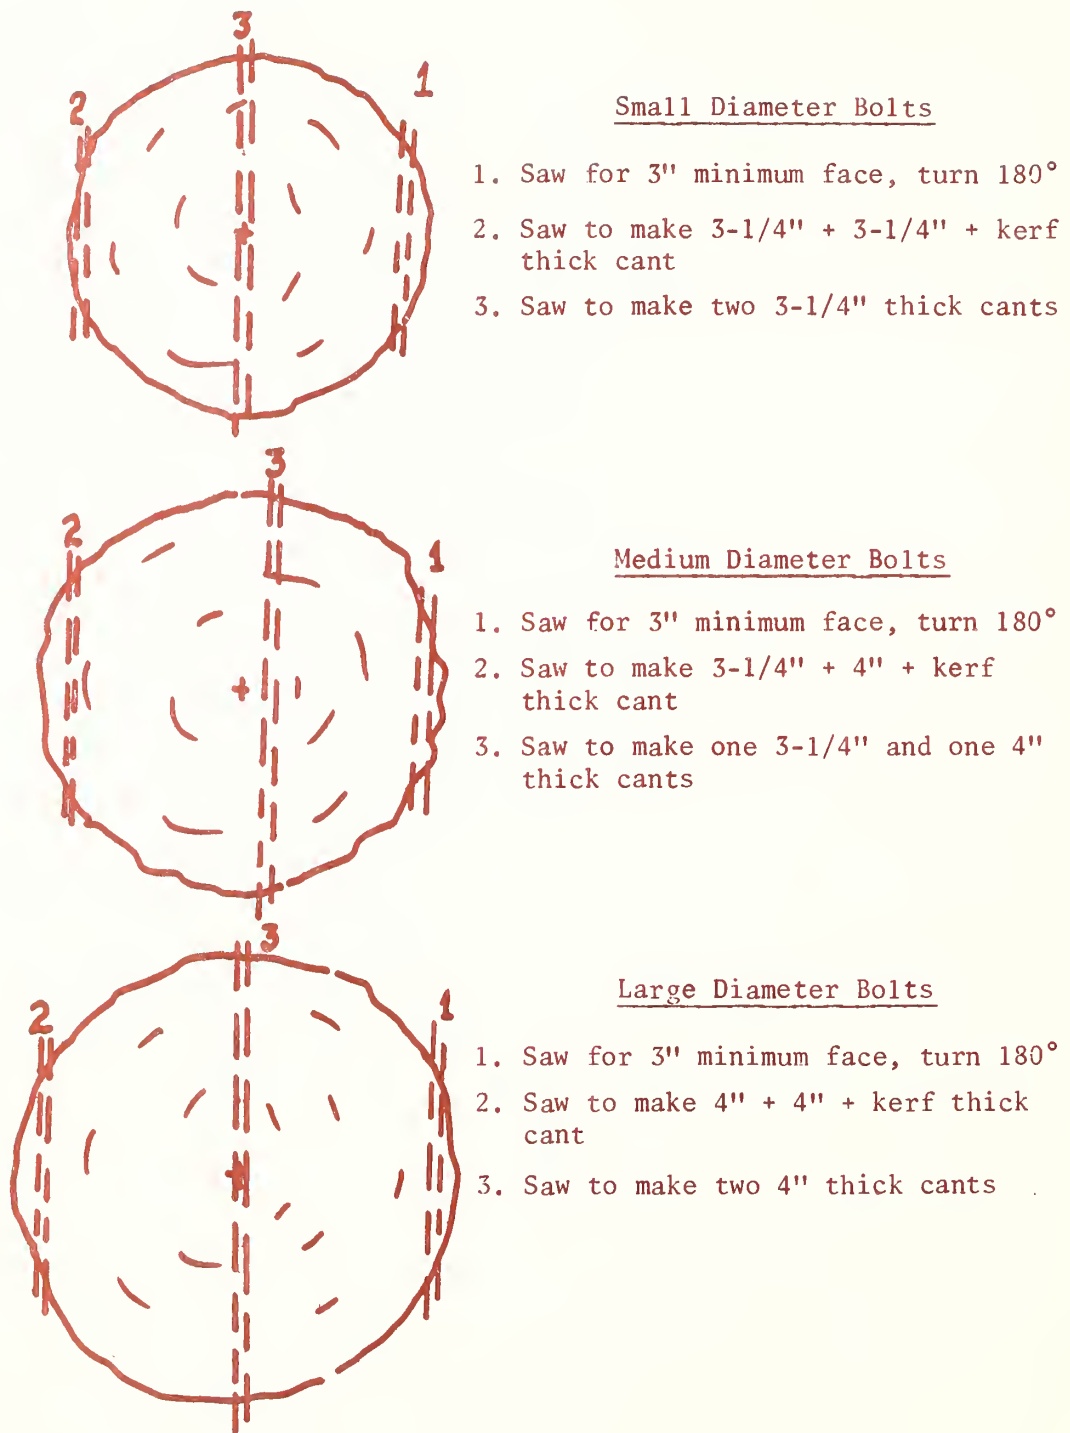 3
1
2
Small Diameter Bolts
1. Saw for 3" minimum face, turn 180°
2. Saw to make 3-1/4" + 3-1/4" + kerf
thick cant
3. Saw to make two 3-1/4" thick cants
3
2
1
Medium Diameter Bolts
1. Saw for 3" minimum face, turn 180°
2. Saw to make 3-1/4" + 4" + kerf
thick cant
3. Saw to make one 3-1/4" and one 4"
thick cants
3
2
1
Large Diameter Bolts
1. Saw for 3" minimum face, turn 180°
2. Saw to make 4" + 4" + kerf thick
cant
3. Saw to make two 4" thick cants